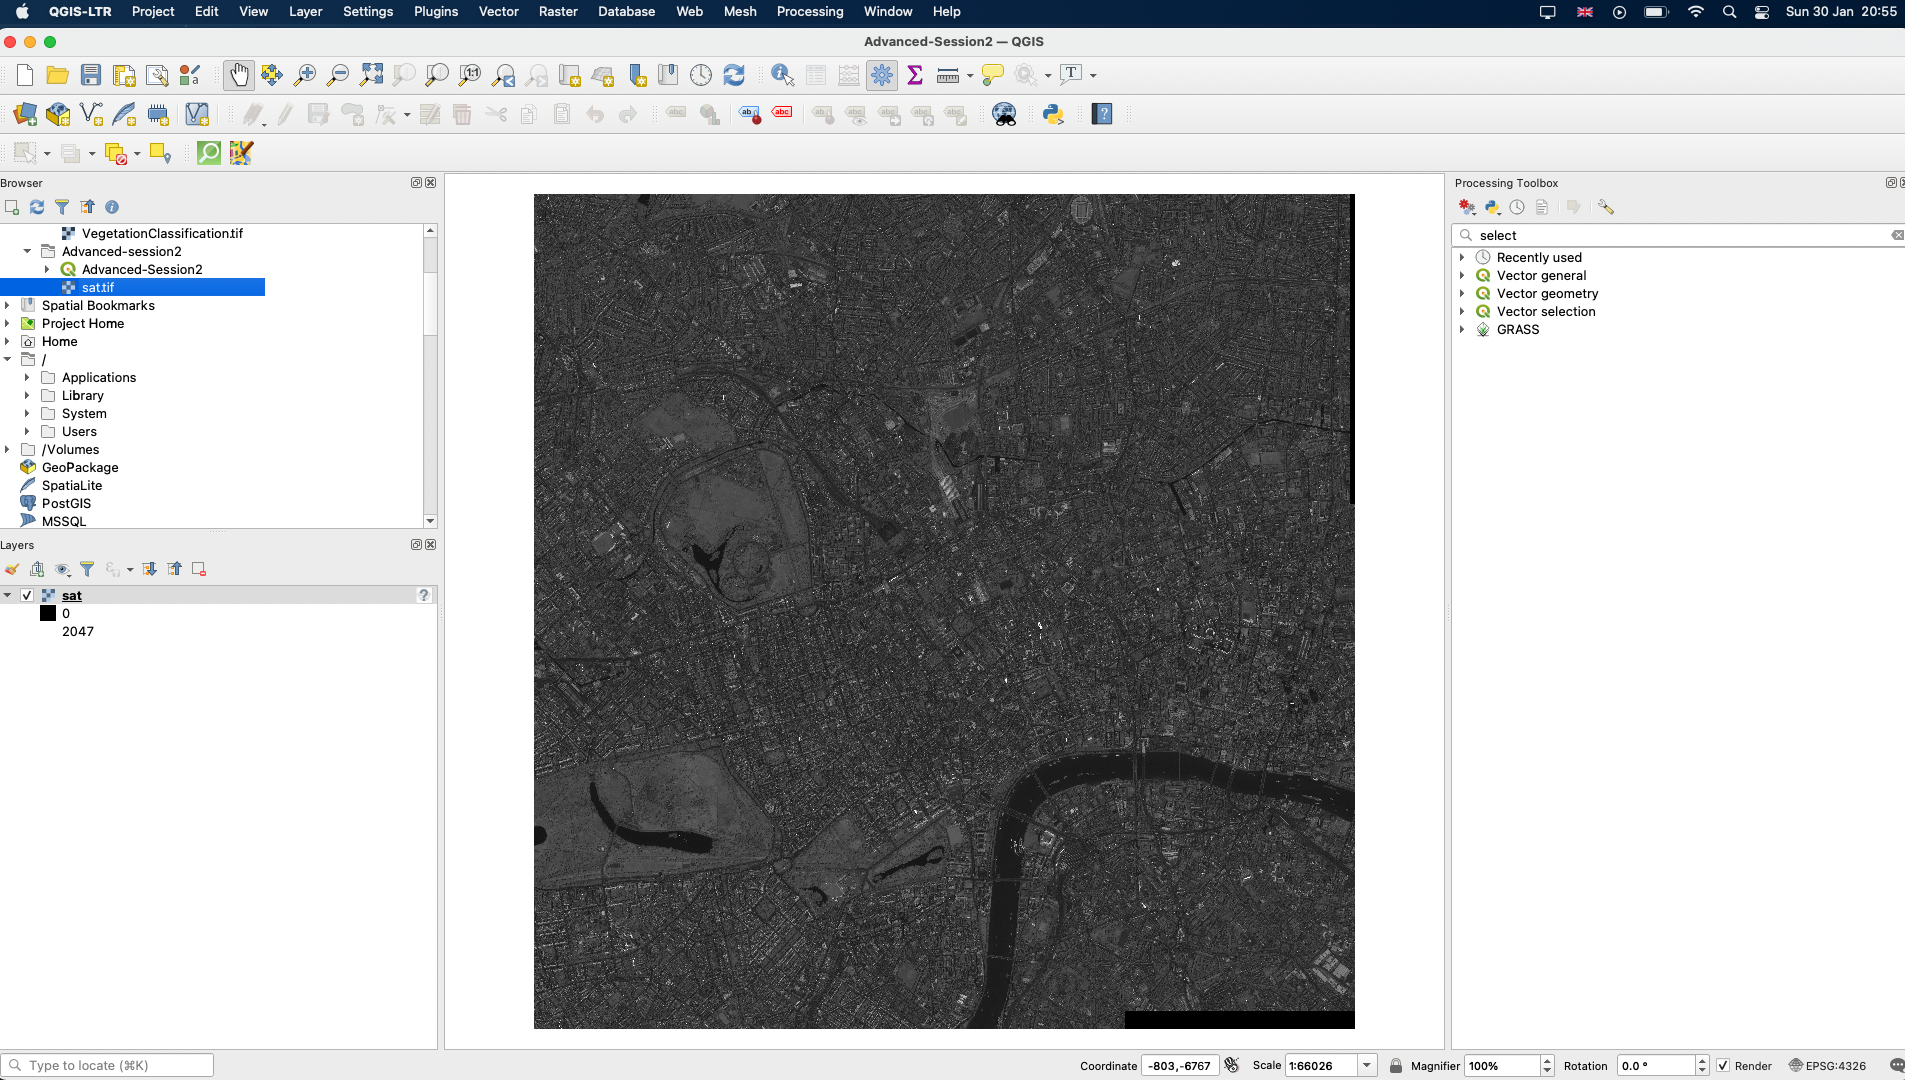 QGIS-LTR Project Edit View Layer Settings Plugins Vector Raster Database Web Mesh Processing Window Help Sun 30 Jan 20:55
Advanced-Session2 — QGIS
Browser
VegetationClassification.tif
Advanced-session2
Advanced-Session2
sat.tif
Spatial Bookmarks
Project Home
Home
/
Applications
Library
System
Users
/Volumes
GeoPackage
SpatiaLite
PostGIS
MSSQL
Layers
sat ?
0
2047
Processing Toolbox
select
Recently used
Vector general
Vector geometry
Vector selection
GRASS
Type to locate (⌘K)
Coordinate -803,-6767 Scale 1:66026 Magnifier 100% Rotation 0.0 ° Render EPSG:4326